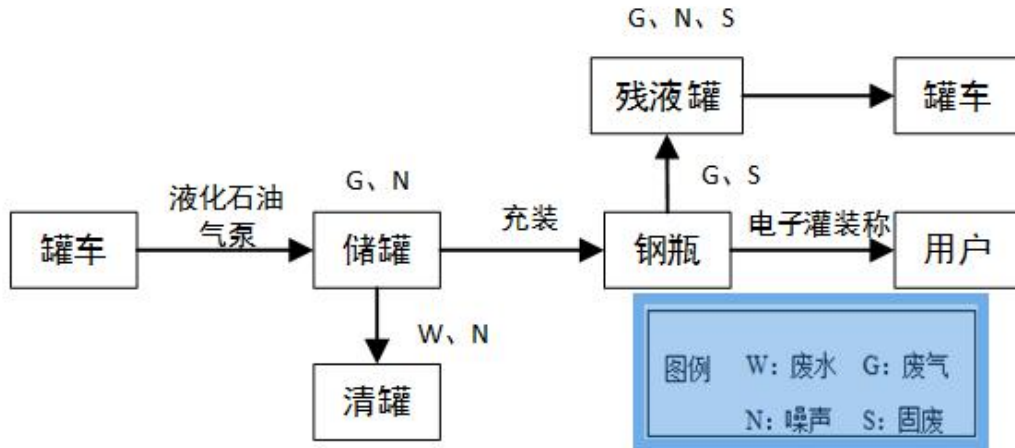 G、N、S
残液罐
罐车
G、S
液化石油
气泵
G、N
充装
电子灌装称
罐车
储罐
钢瓶
用户
W、N
清罐
图例 W：废水 G：废气
N：噪声 S：固废